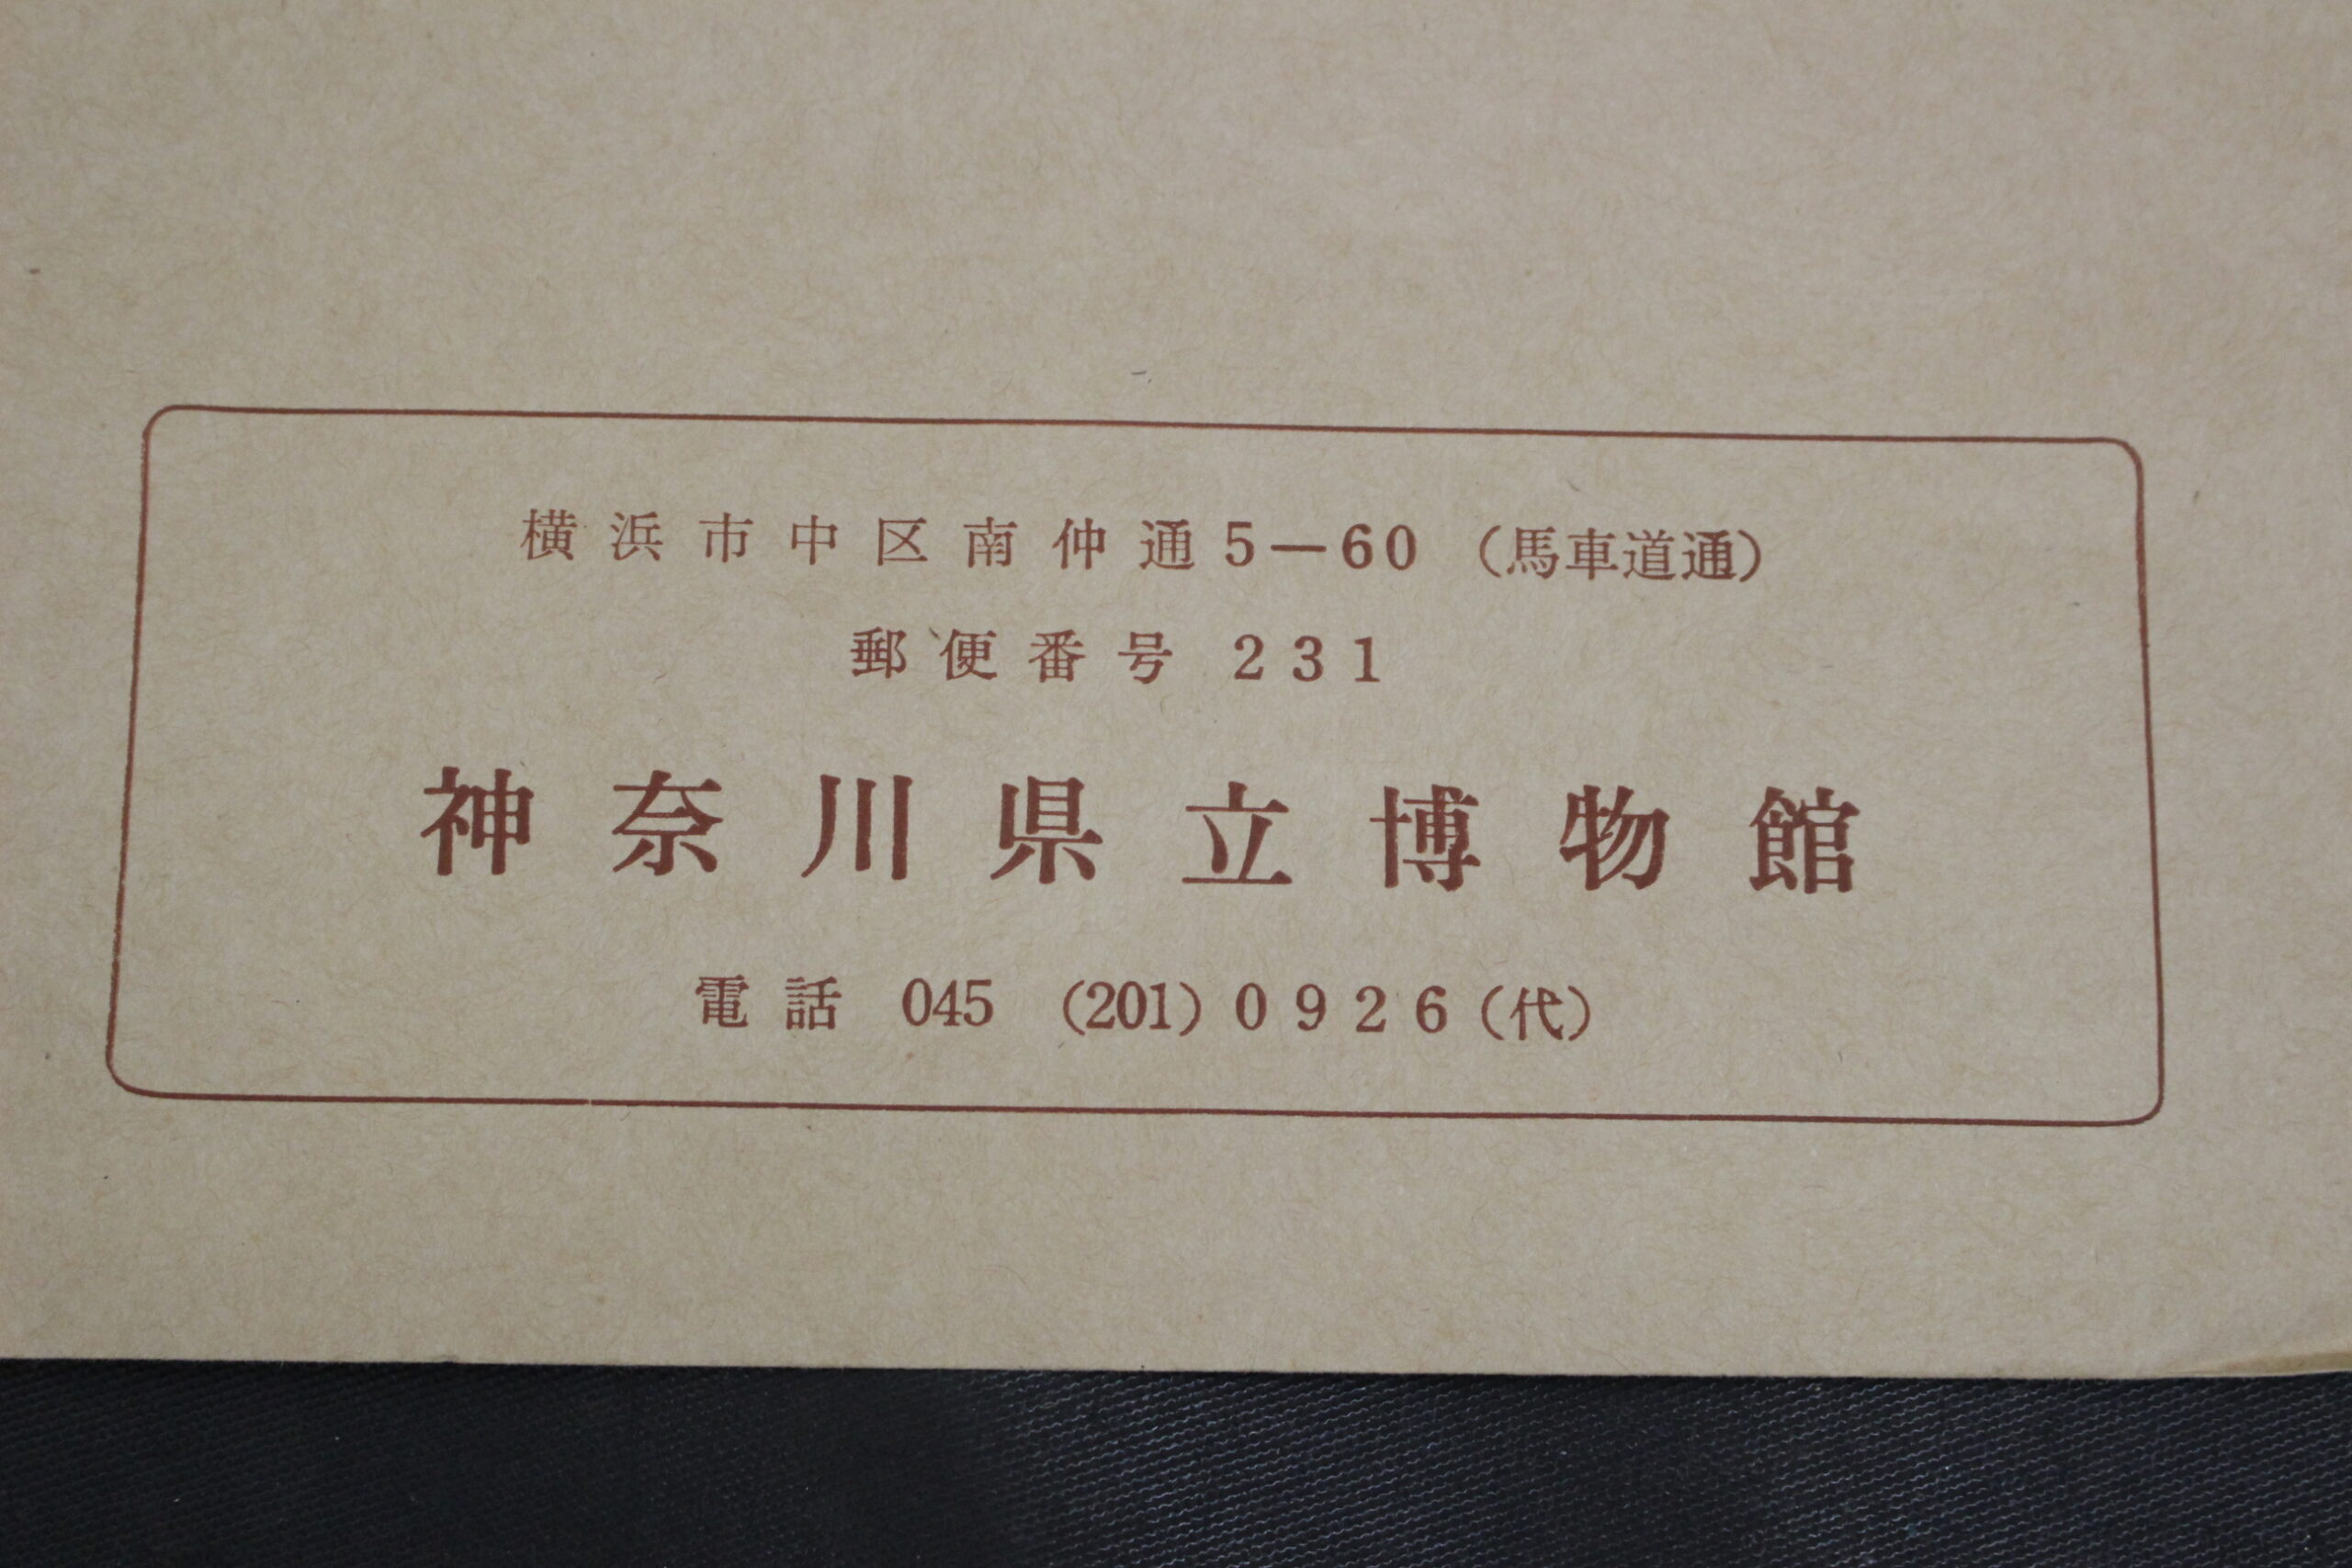 横浜市中区南仲通5―60 (馬車道通)
郵便番号 231
神奈川県立博物館
電話 045 (201) 0926 (代)